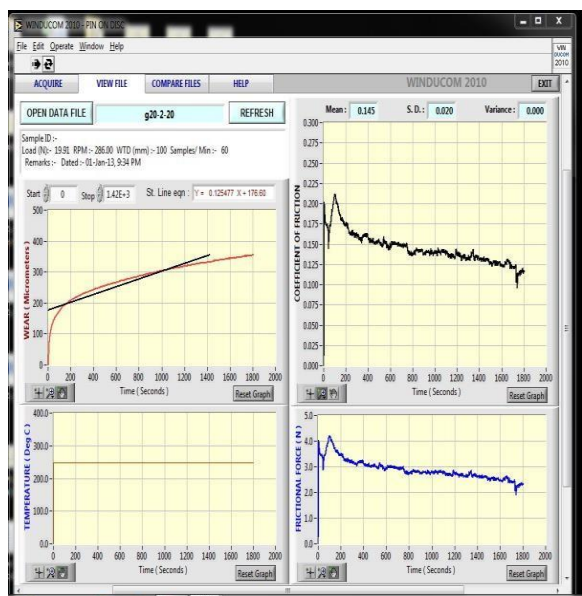 WINDUCOM 2010 - PIN ON DISC
File Edit Operate Window Help
WIN
DUCOM
2010
ACQUIRE VIEW FILE COMPARE FILES HELP WINDUCOM 2010 EXIT
OPEN DATA FILE g20-2-20 REFRESH
Sample ID :-
Load (N):- 19.91 RPM:- 286.00 WTD (mm) :- 100 Samples/ Min :- 60
Remarks :- Dated :- 01-Jan-13, 9:34 PM
Start 0 Stop 1.42E+3 St. Line eqn : Y = 0.125477 X + 176.60
WEAR ( Micrometers )
500
400
300
200
100
0
0 200 400 600 800 1000 1200 1400 1600 1800 2000
Time ( Seconds )
Reset Graph
Mean : 0.145 S. D. : 0.020 Variance : 0.000
COEFFICIENT OF FRICTION
0.300
0.275
0.250
0.225
0.200
0.175
0.150
0.125
0.100
0.075
0.050
0.025
0.000
0 200 400 600 800 1000 1200 1400 1600 1800 2000
Time ( Seconds )
Reset Graph
TEMPERATURE ( Deg C )
400.0
300.0
200.0
100.0
0.0
0 200 400 600 800 1000 1200 1400 1600 1800 2000
Time ( Seconds )
Reset Graph
FRICTIONAL FORCE ( N )
5.0
4.0
3.0
2.0
1.0
0.0
0 200 400 600 800 1000 1200 1400 1600 1800 2000
Time ( Seconds )
Reset Graph